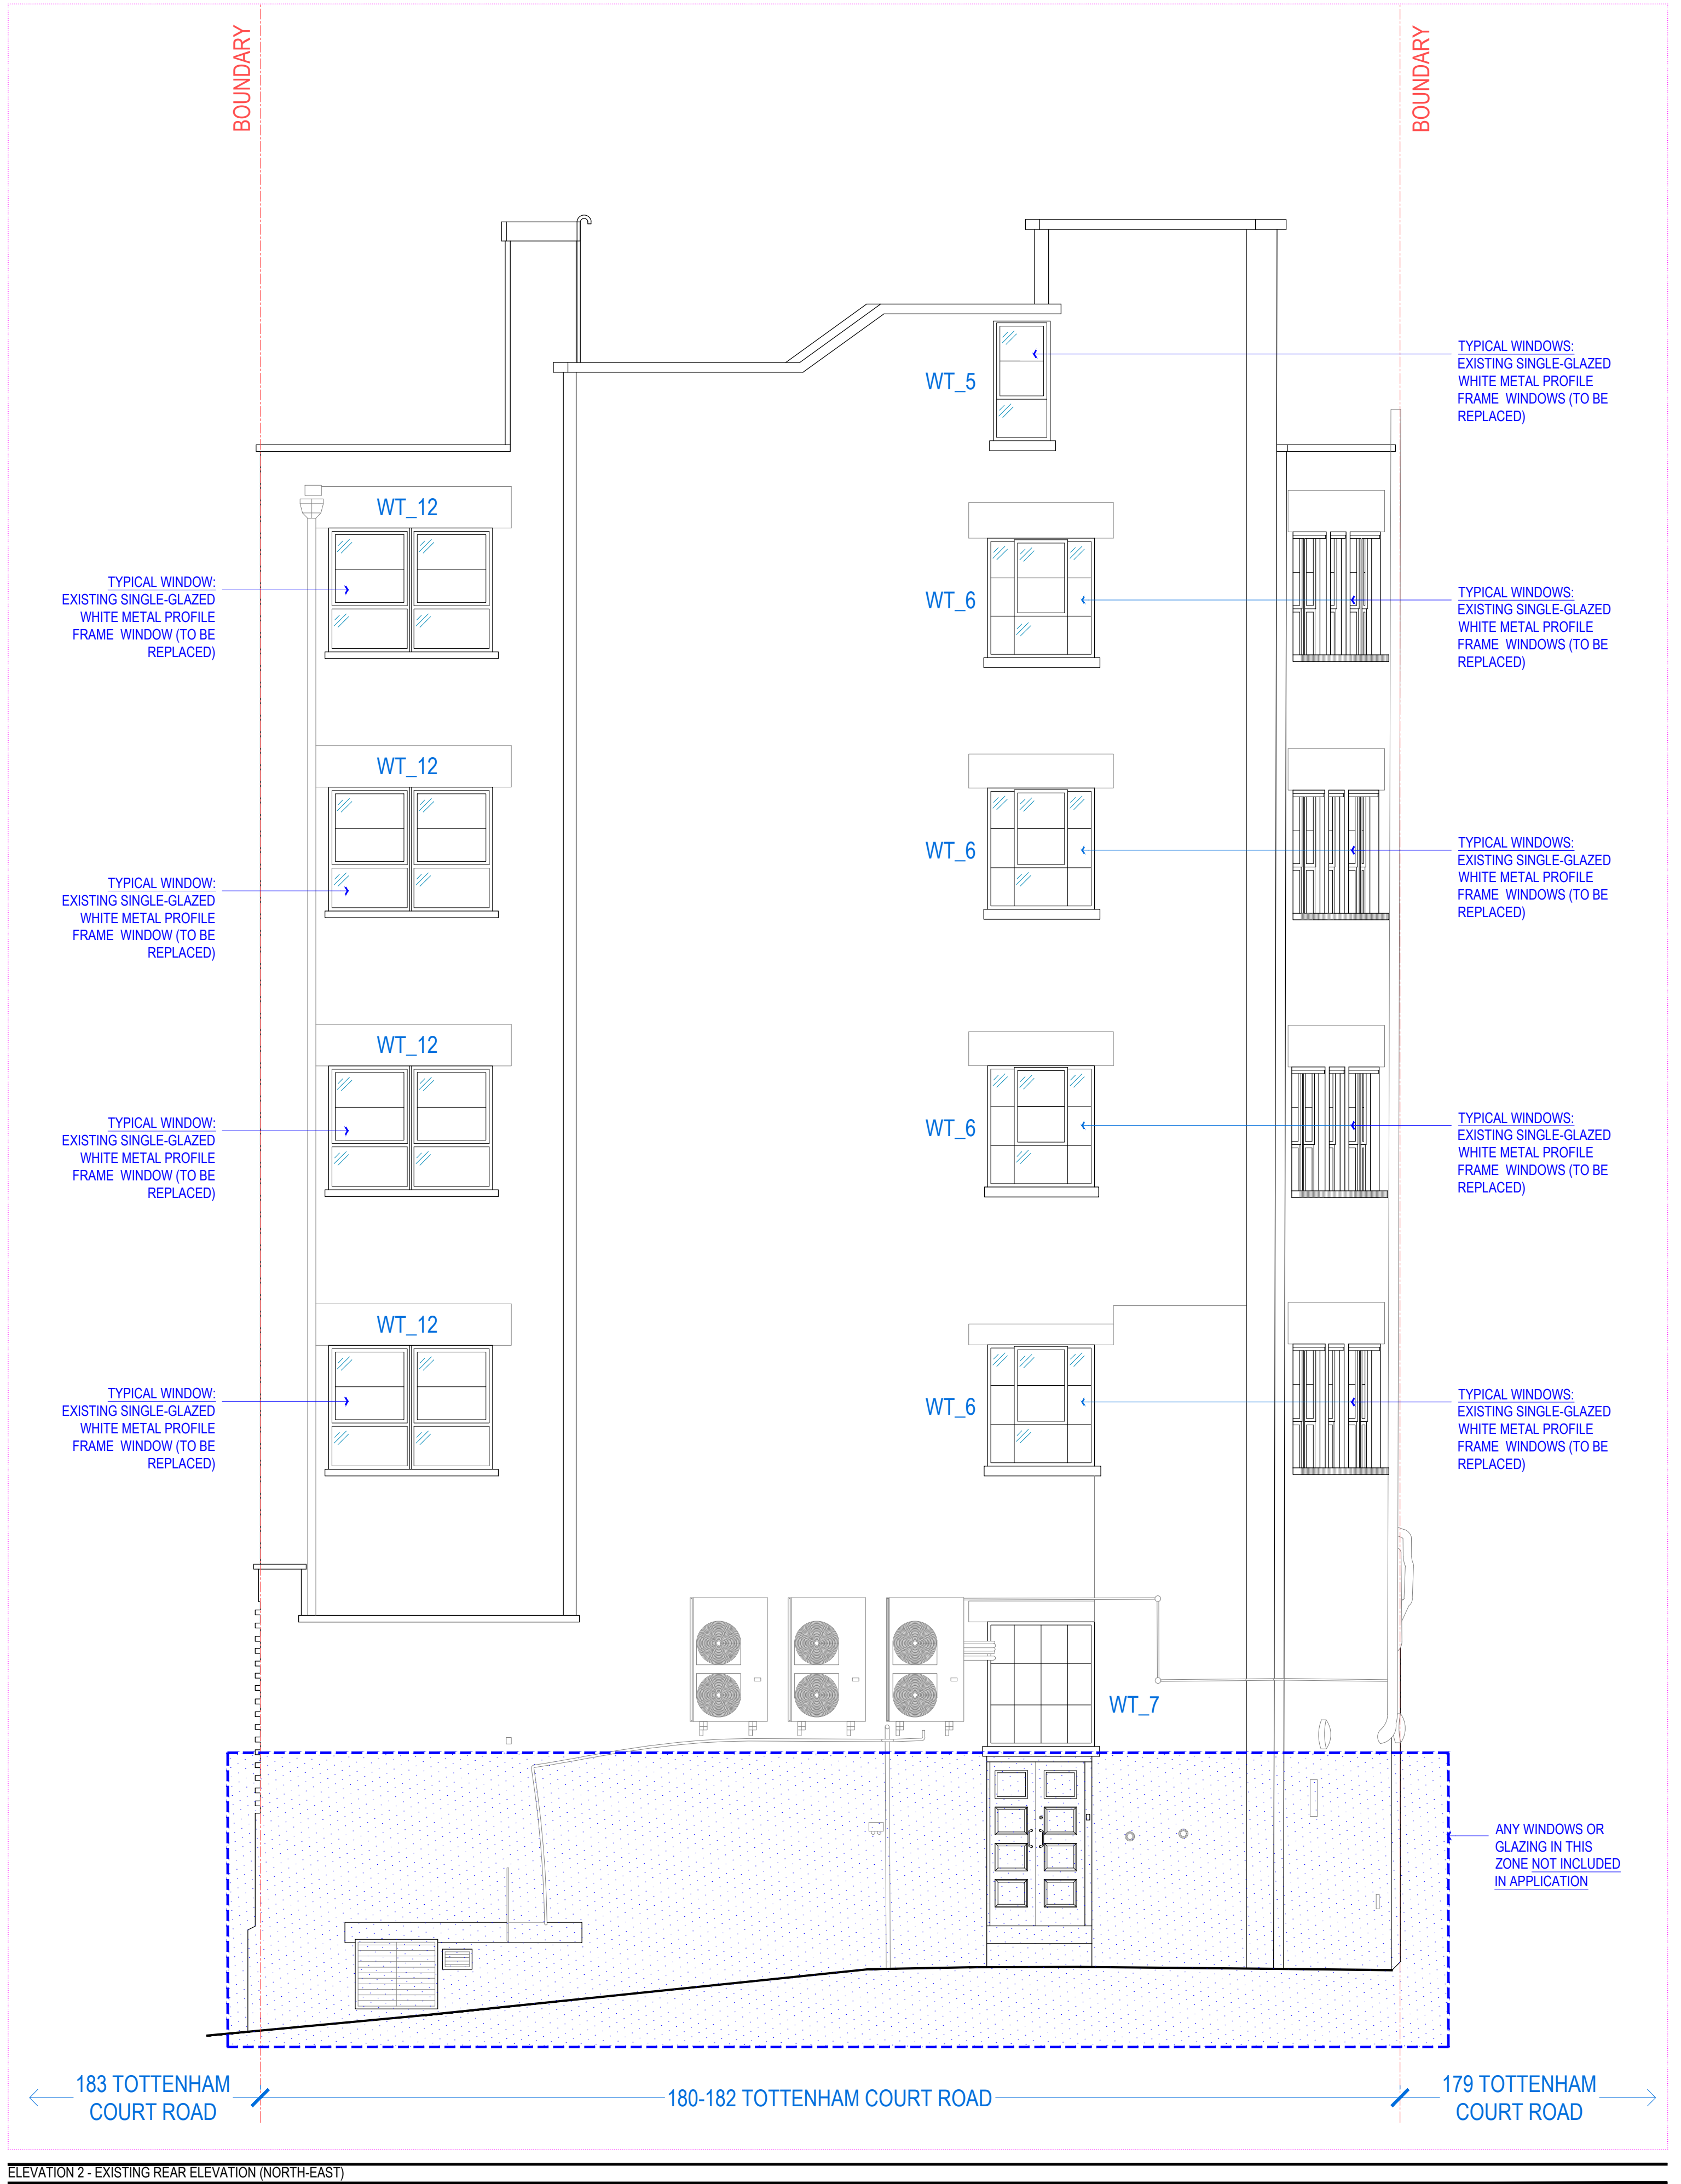 BOUNDARY
BOUNDARY
TYPICAL WINDOWS:
EXISTING SINGLE-GLAZED
WHITE METAL PROFILE
FRAME WINDOWS (TO BE
REPLACED)
WT_5
WT_12
TYPICAL WINDOW:
EXISTING SINGLE-GLAZED
WHITE METAL PROFILE
FRAME WINDOW (TO BE
REPLACED)
WT_6
TYPICAL WINDOWS:
EXISTING SINGLE-GLAZED
WHITE METAL PROFILE
FRAME WINDOWS (TO BE
REPLACED)
WT_12
TYPICAL WINDOW:
EXISTING SINGLE-GLAZED
WHITE METAL PROFILE
FRAME WINDOW (TO BE
REPLACED)
WT_6
TYPICAL WINDOWS:
EXISTING SINGLE-GLAZED
WHITE METAL PROFILE
FRAME WINDOWS (TO BE
REPLACED)
WT_12
TYPICAL WINDOW:
EXISTING SINGLE-GLAZED
WHITE METAL PROFILE
FRAME WINDOW (TO BE
REPLACED)
WT_6
TYPICAL WINDOWS:
EXISTING SINGLE-GLAZED
WHITE METAL PROFILE
FRAME WINDOWS (TO BE
REPLACED)
WT_12
TYPICAL WINDOW:
EXISTING SINGLE-GLAZED
WHITE METAL PROFILE
FRAME WINDOW (TO BE
REPLACED)
WT_6
TYPICAL WINDOWS:
EXISTING SINGLE-GLAZED
WHITE METAL PROFILE
FRAME WINDOWS (TO BE
REPLACED)
WT_7
ANY WINDOWS OR
GLAZING IN THIS
ZONE NOT INCLUDED
IN APPLICATION
183 TOTTENHAM
COURT ROAD
180-182 TOTTENHAM COURT ROAD
179 TOTTENHAM
COURT ROAD
ELEVATION 2 - EXISTING REAR ELEVATION (NORTH-EAST)